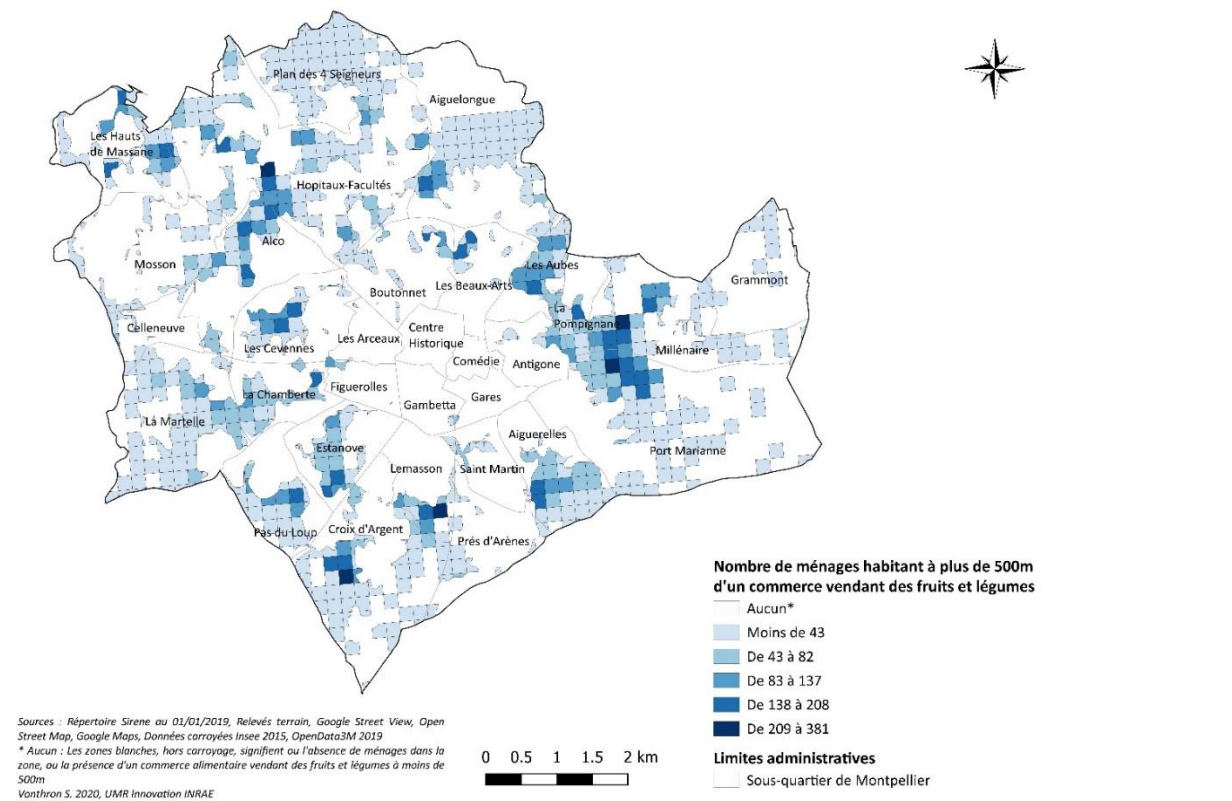 Plan des 4 Seigneurs
Aiguelongue
Les Hauts
de Massane
Hopitaux-Facultés
Alco
Mosson
Les Aubes
Grammont
Boutonnet
Les Beaux-Arts
La
Pompignane
Celleneuve
Centre
Historique
Les Cevennes
Les Arceaux
Millénaire
Comédie
Antigone
La Chamberte
Figuerolles
Gares
Gambetta
La Martelle
Aiguerelles
Estanove
Port Marianne
Lemasson
Saint Martin
Pas du Loup
Croix d'Argent
Prés d'Arènes
Nombre de ménages habitant à plus de 500m
d'un commerce vendant des fruits et légumes
Aucun*
Moins de 43
De 43 à 82
De 83 à 137
De 138 à 208
De 209 à 381
Limites administratives
Sous-quartier de Montpellier
Sources : Répertoire Sirene au 01/01/2019, Relevés terrain, Google Street View, Open
Street Map, Google Maps, Données carroyées Insee 2015, OpenData3M 2019
* Aucun : Les zones blanches, hors carroyage, signifient ou l'absence de ménages dans la
zone, ou la présence d'un commerce alimentaire vendant des fruits et légumes à moins de
500m
Vonthron S. 2020, UMR Innovation INRAE
0 0.5 1 1.5 2 km